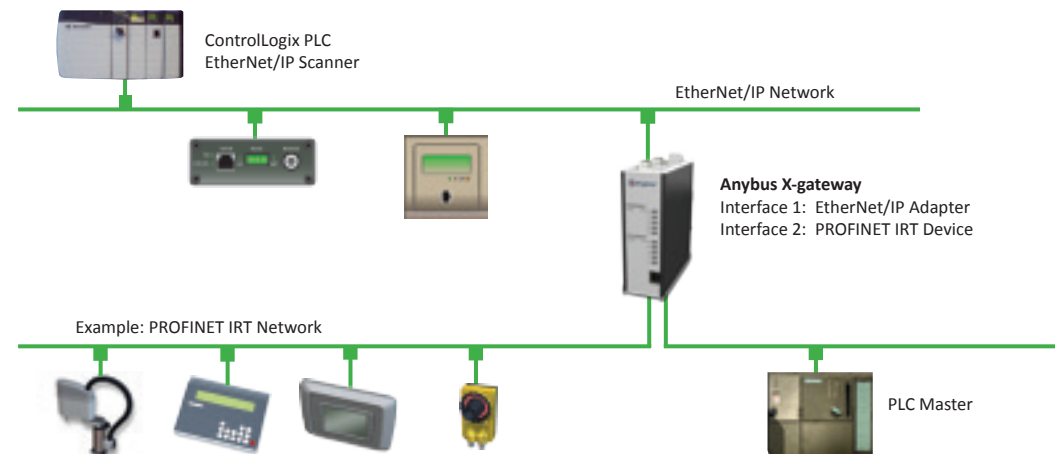 ControlLogix PLC
EtherNet/IP Scanner
EtherNet/IP Network
Anybus X-gateway
Interface 1: EtherNet/IP Adapter
Interface 2: PROFINET IRT Device
Example: PROFINET IRT Network
PLC Master